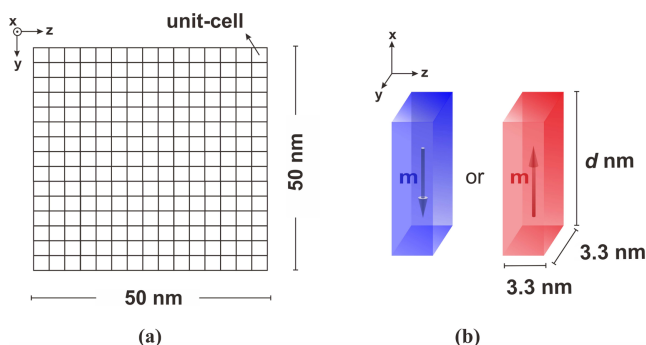 x
z
y
unit-cell
50 nm
50 nm
(a)
x
z
y
m
or
m
d nm
3.3 nm
3.3 nm
(b)